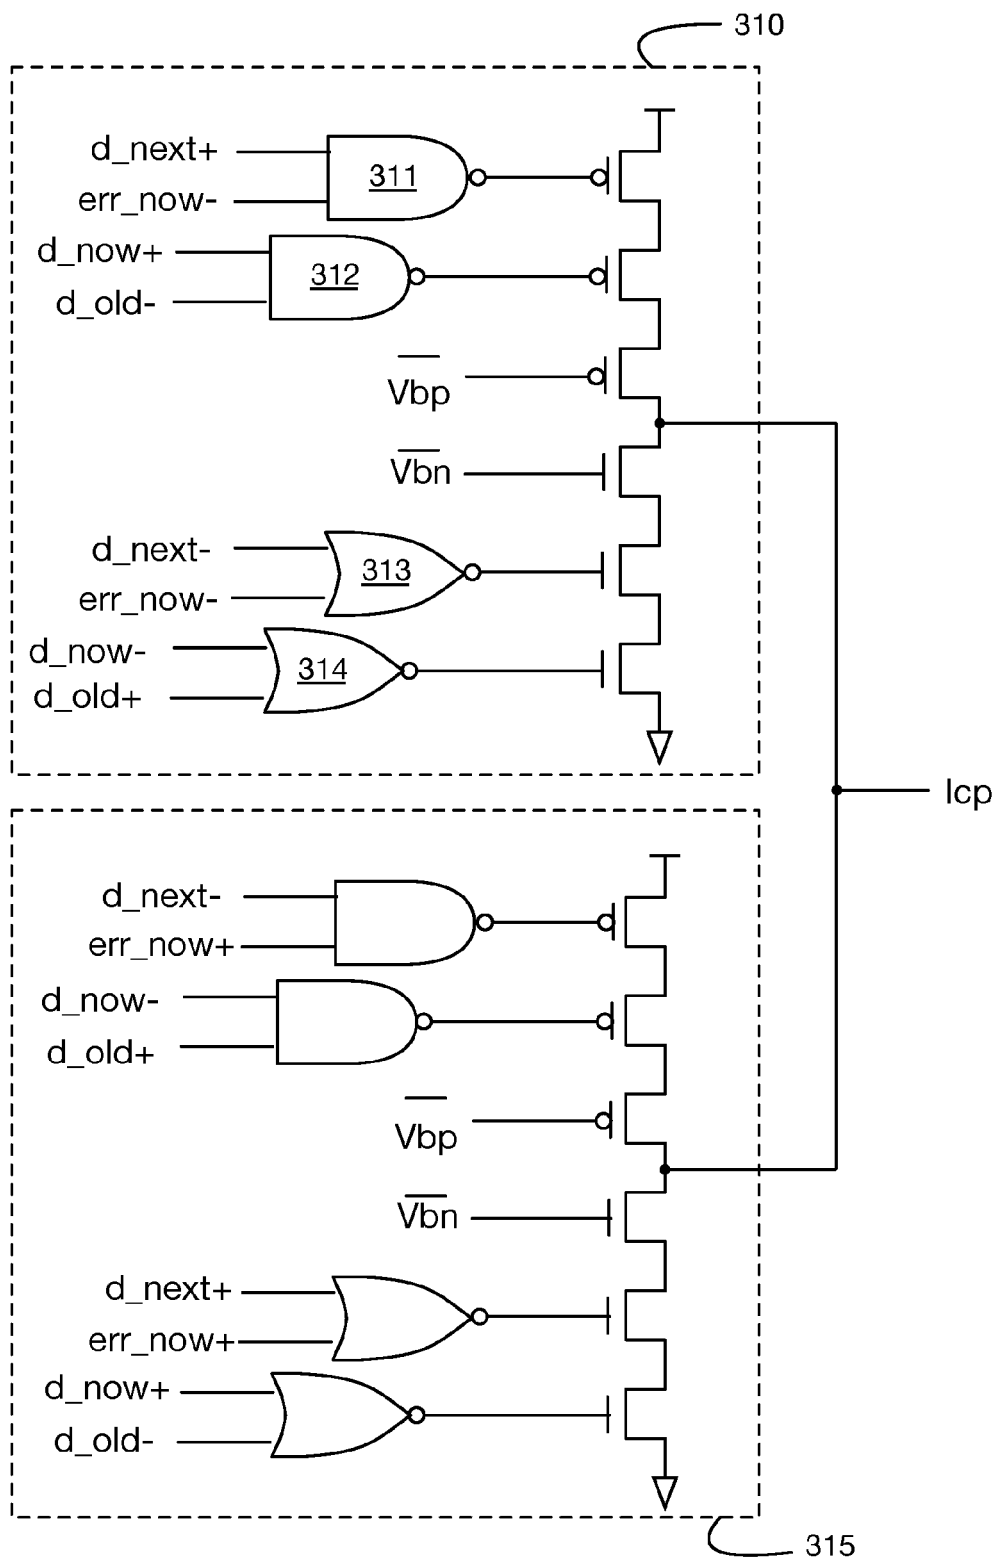 310
d_next+
311
err_now-
d_now+
312
d_old-
Vbp
Vbn
d_next-
313
err_now-
d_now-
314
d_old+
Icp
d_next-
err_now+
d_now-
d_old+
Vbp
Vbn
d_next+
err_now+
d_now+
d_old-
315